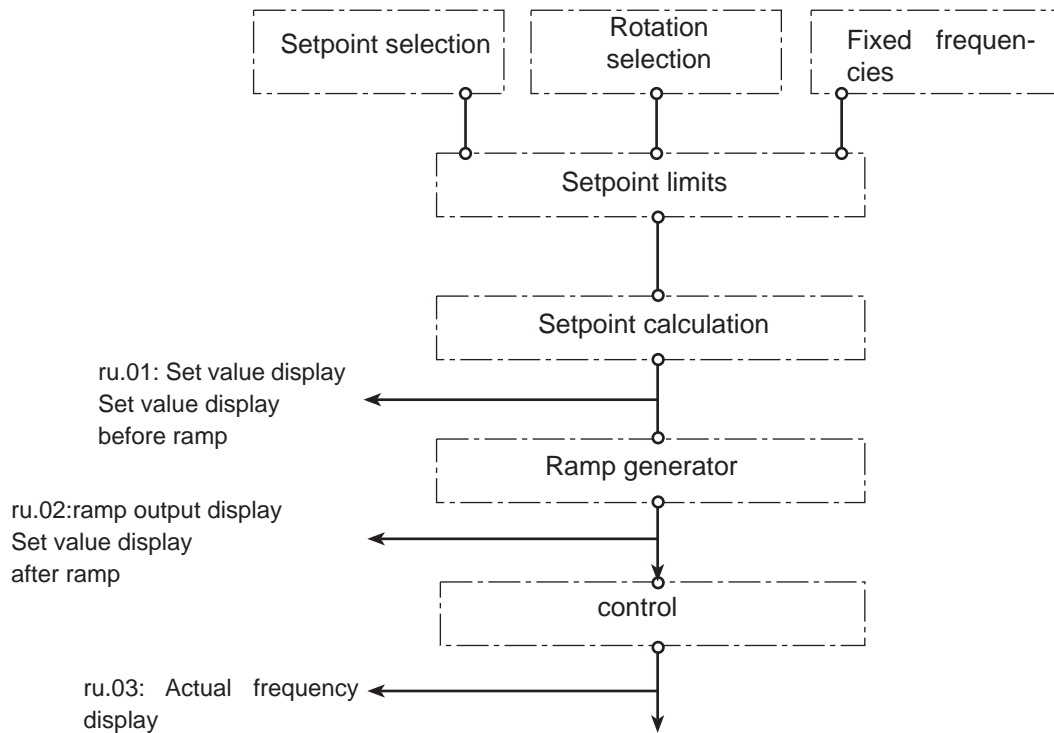 Setpoint selection
Rotation
selection
Fixed frequen-
cies
Setpoint limits
Setpoint calculation
ru.01: Set value display
Set value display
before ramp
Ramp generator
ru.02:ramp output display
Set value display
after ramp
control
ru.03: Actual frequency
display